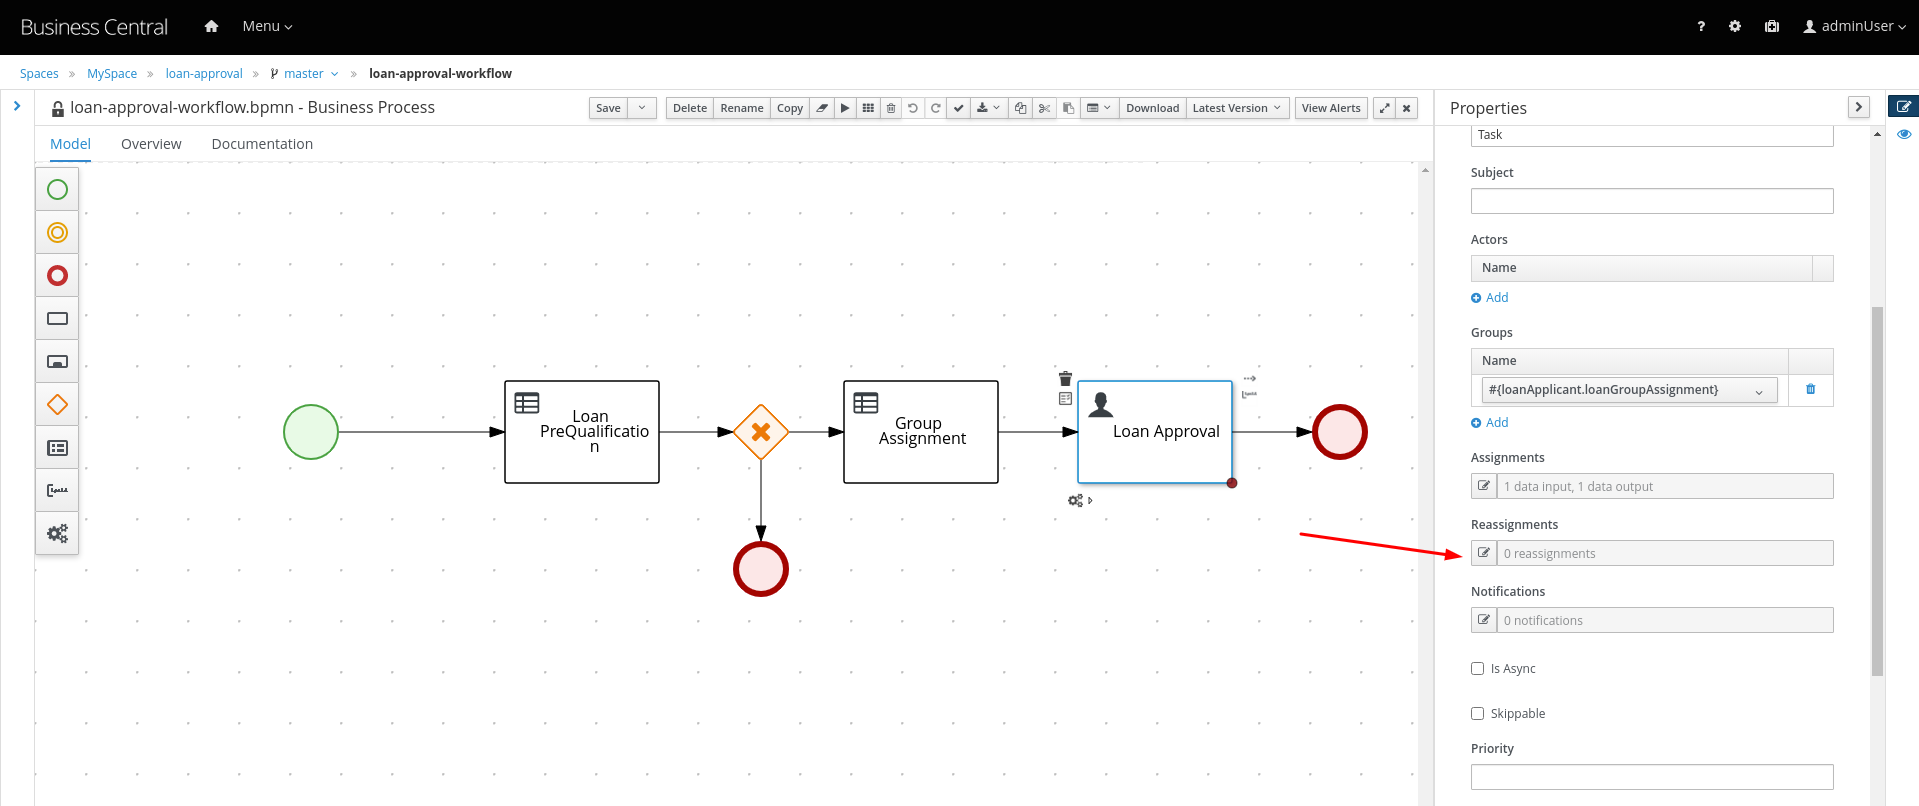 Business Central
Menu
?
adminUser
Spaces » MySpace » loan-approval » master » loan-approval-workflow
loan-approval-workflow.bpmn - Business Process
Save
Delete
Rename
Copy
Download
Latest Version
View Alerts
Properties
Model
Overview
Documentation
Task
Subject
Actors
Name
Add
Groups
Name
#{loanApplicant.loanGroupAssignment}
Add
Assignments
1 data input, 1 data output
Reassignments
0 reassignments
Notifications
0 notifications
Is Async
Skippable
Priority
Loan
PreQualificatio
n
Group
Assignment
Loan Approval